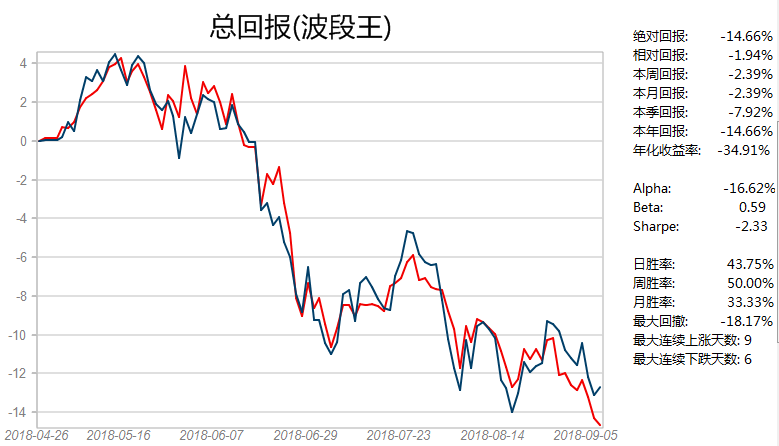 总回报(波段王)
4
2
0
-2
-4
-6
-8
-10
-12
-14
2018-04-26 2018-05-16 2018-06-07 2018-06-29 2018-07-23 2018-08-14 2018-09-05
绝对回报: -14.66%
相对回报: -1.94%
本周回报: -2.39%
本月回报: -2.39%
本季回报: -7.92%
本年回报: -14.66%
年化收益率: -34.91%
Alpha: -16.62%
Beta: 0.59
Sharpe: -2.33
日胜率: 43.75%
周胜率: 50.00%
月胜率: 33.33%
最大回撤: -18.17%
最大连续上涨天数: 9
最大连续下跌天数: 6